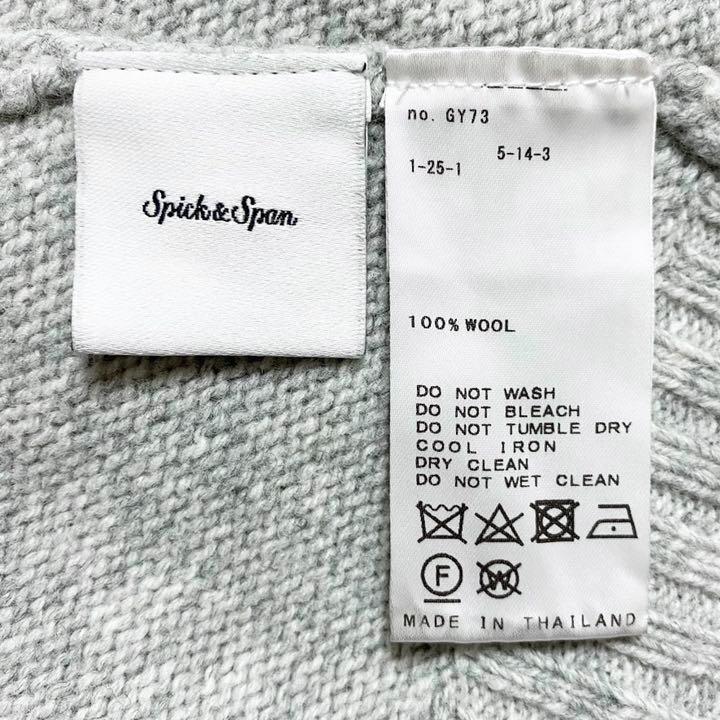 Spick&Span
no. GY73
5-14-3
1-25-1
100% WOOL
DO NOT WASH
DO NOT BLEACH
DO NOT TUMBLE DRY
COOL IRON
DRY CLEAN
DO NOT WET CLEAN
F W
MADE IN THAILAND